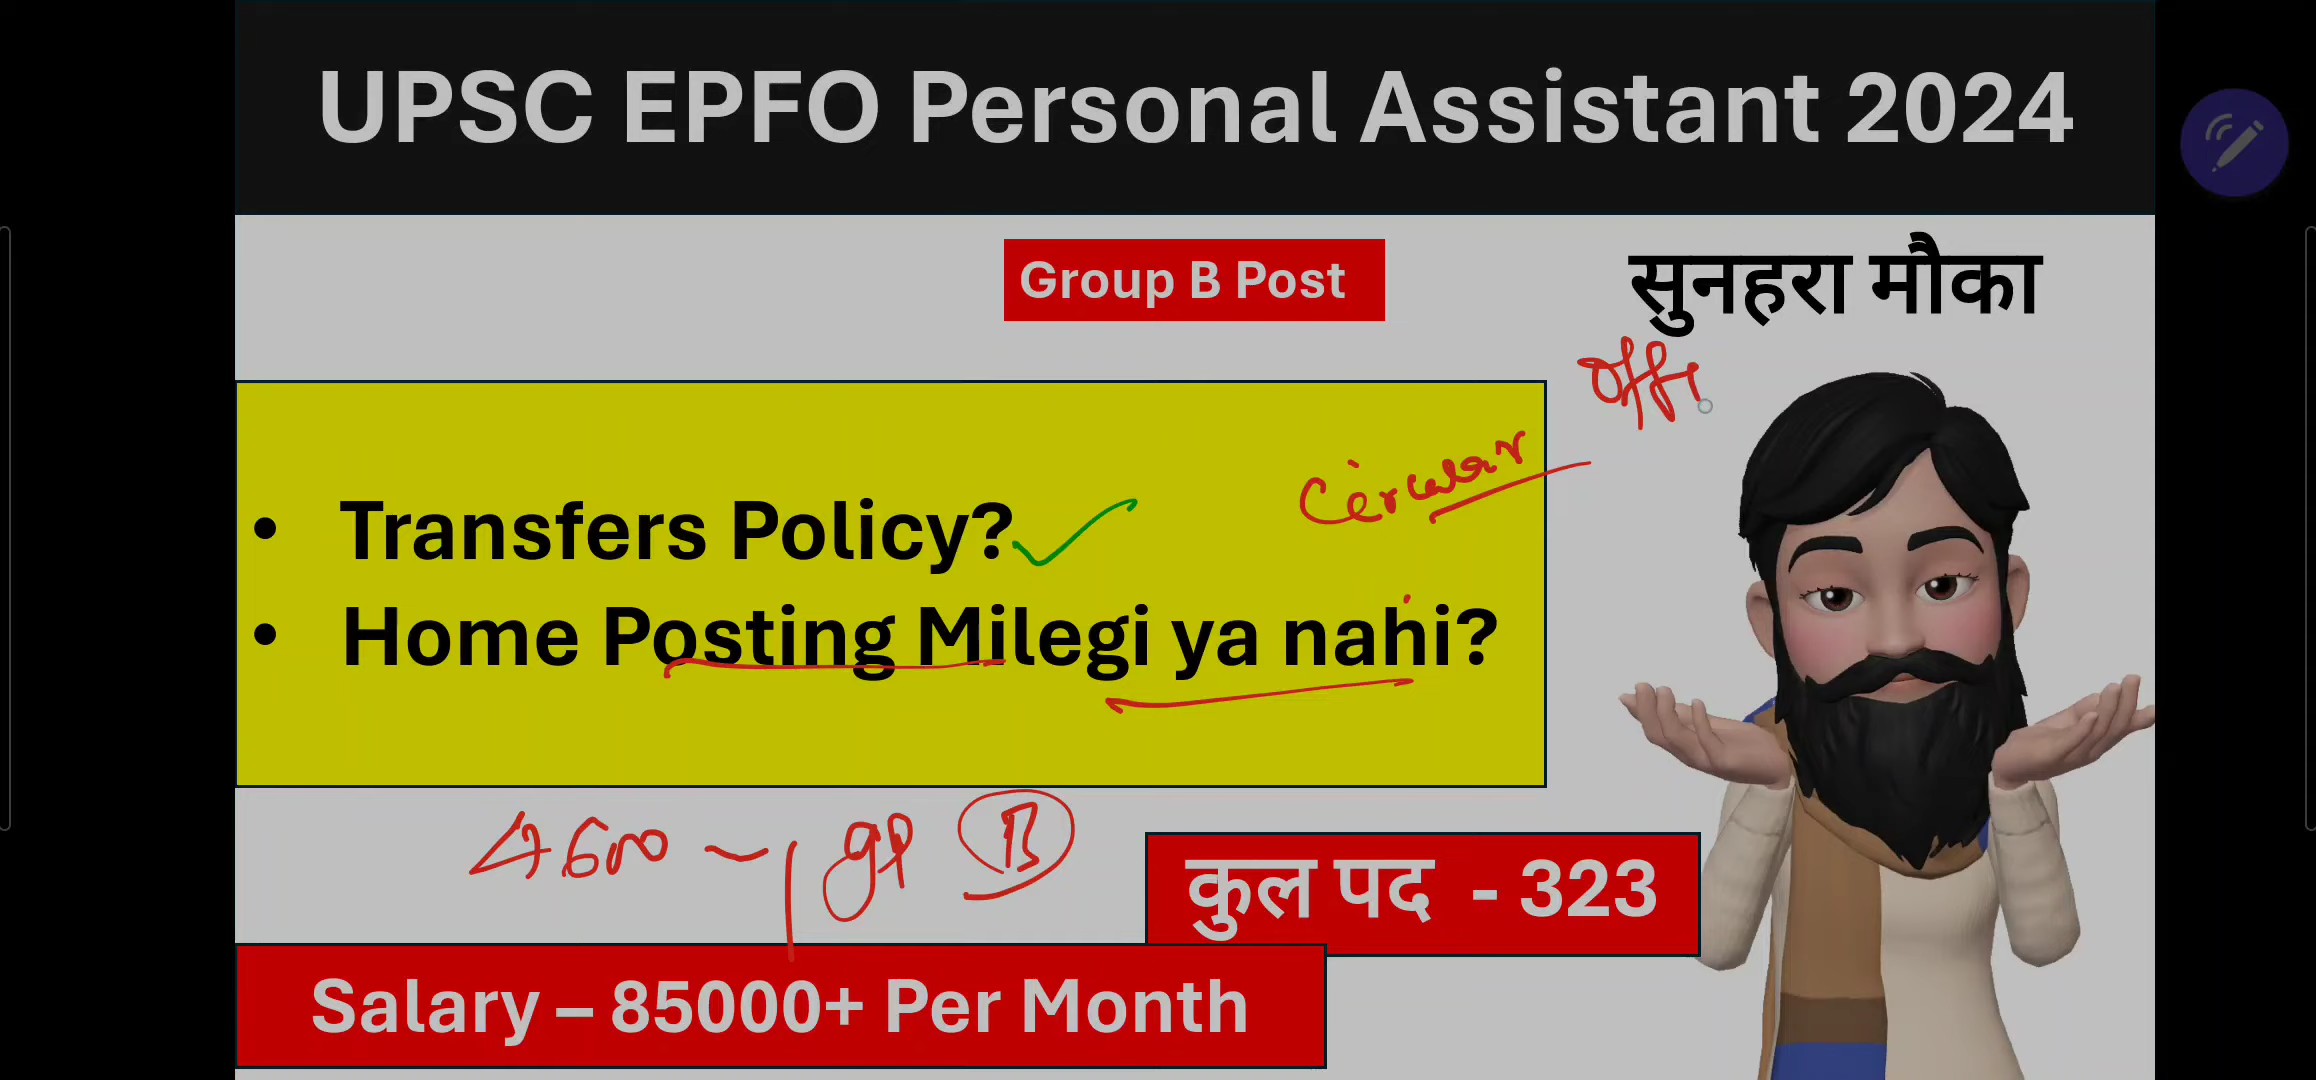 UPSC EPFO Personal Assistant 2024
Group B Post
सुनहरा मौका
Circular
Transfers Policy?
Home Posting Milegi ya nahi?
4600 - gp B
कुल पद - 323
Salary – 85000+ Per Month